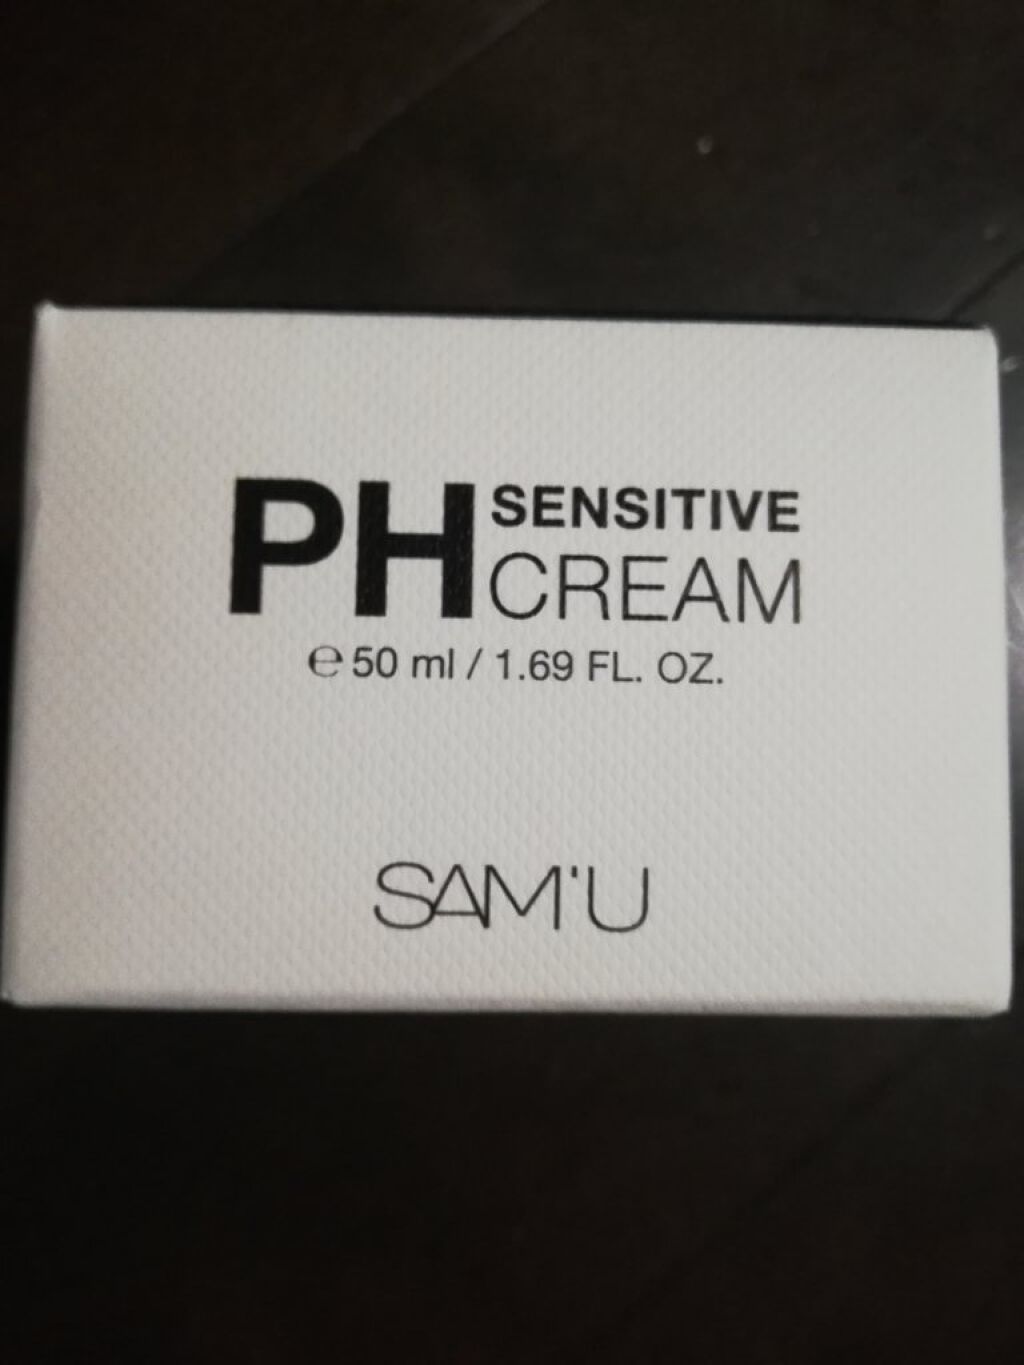 PH SENSITIVE
CREAM
℮ 50 ml / 1.69 FL. OZ.
SAM'U